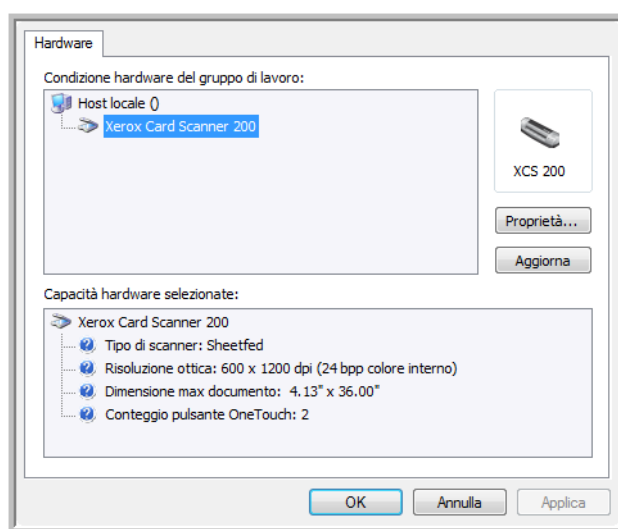 Hardware
Condizione hardware del gruppo di lavoro:
Host locale ()
Xerox Card Scanner 200
XCS 200
Proprietà...
Aggiorna
Capacità hardware selezionate:
Xerox Card Scanner 200
Tipo di scanner: Sheetfed
Risoluzione ottica: 600 x 1200 dpi (24 bpp colore interno)
Dimensione max documento: 4.13" x 36.00"
Conteggio pulsante OneTouch: 2
OK Annulla Applica